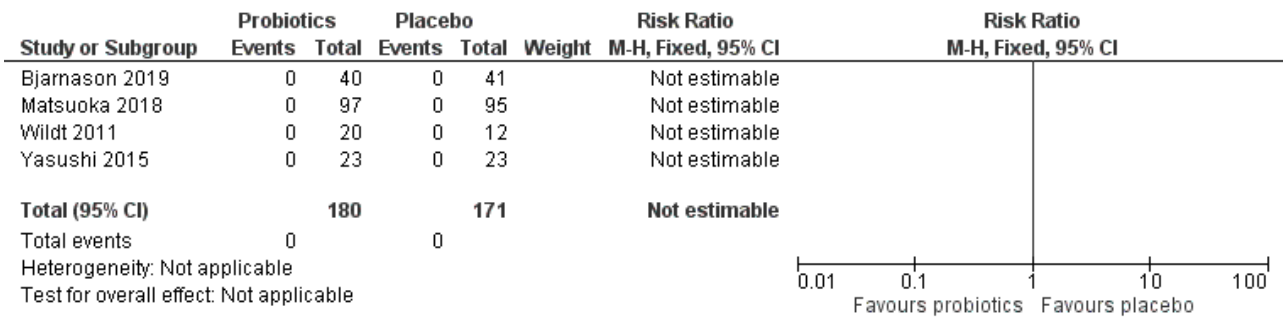 Probiotics Placebo Risk Ratio Risk Ratio
Study or Subgroup Events Total Events Total Weight M-H, Fixed, 95% CI M-H, Fixed, 95% CI
Bjarnason 2019 0 40 0 41 Not estimable
Matsuoka 2018 0 97 0 95 Not estimable
Wildt 2011 0 20 0 12 Not estimable
Yasushi 2015 0 23 0 23 Not estimable
Total (95% CI) 180 171 Not estimable
Total events 0 0
Heterogeneity: Not applicable
Test for overall effect: Not applicable
0.01 0.1 1 10 100
Favours probiotics Favours placebo